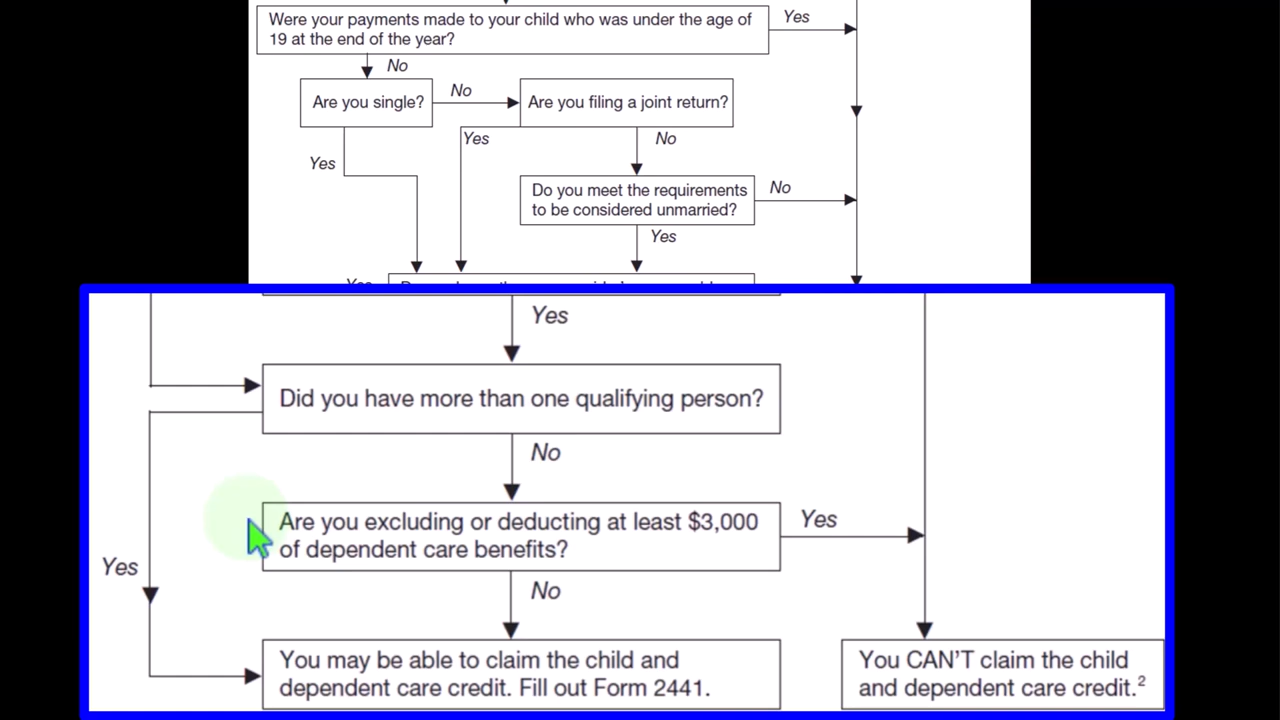 Were your payments made to your child who was under the age of
19 at the end of the year?
Yes
No
Are you single?
No
Are you filing a joint return?
Yes
Yes
No
Do you meet the requirements
to be considered unmarried?
No
Yes
Yes
Did you have more than one qualifying person?
No
Are you excluding or deducting at least $3,000
of dependent care benefits?
Yes
Yes
No
You may be able to claim the child and
dependent care credit. Fill out Form 2441.
You CAN'T claim the child
and dependent care credit.²